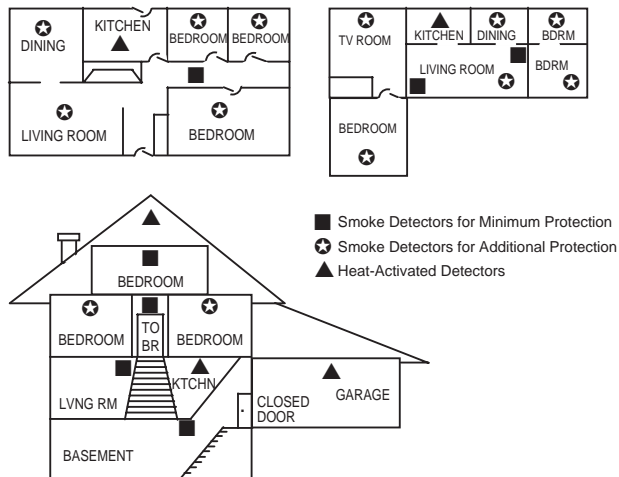 DINING
KITCHEN
BEDROOM
BEDROOM
LIVING ROOM
BEDROOM
TV ROOM
KITCHEN
DINING
BDRM
LIVING ROOM
BDRM
BEDROOM
Smoke Detectors for Minimum Protection
Smoke Detectors for Additional Protection
Heat-Activated Detectors
BEDROOM
BEDROOM
TO
BR
BEDROOM
LVNG RM
KTCHN
CLOSED
DOOR
GARAGE
BASEMENT